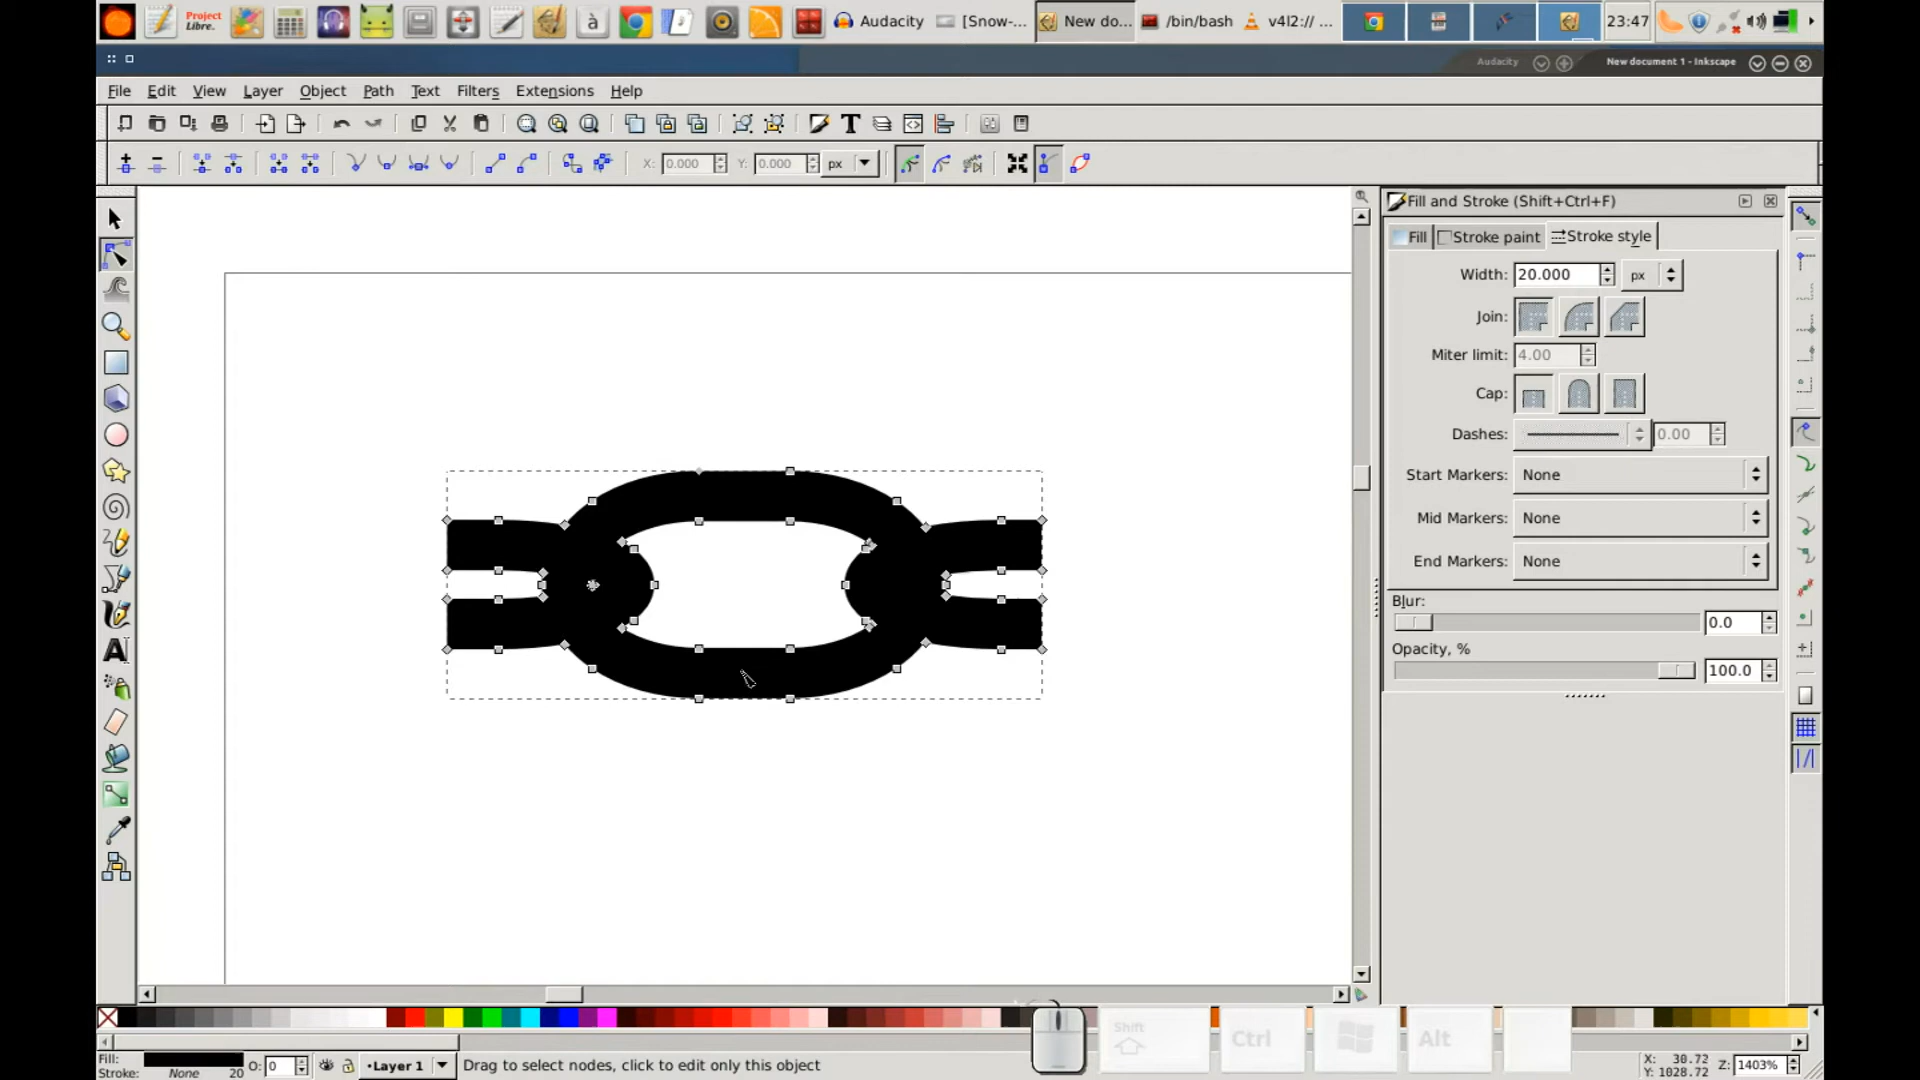 Project Libre.
à
Audacity
[Snow-...
New do...
/bin/bash
v4l2:// ...
23:47
Audacity
New document 1 - Inkscape
File Edit View Layer Object Path Text Filters Extensions Help
X: 0.000 Y: 0.000 px
Fill and Stroke (Shift+Ctrl+F)
Fill Stroke paint Stroke style
Width: 20.000 px
Join:
Miter limit: 4.00
Cap:
Dashes: 0.00
Start Markers: None
Mid Markers: None
End Markers: None
Blur:
0.0
Opacity, %
100.0
Shift Ctrl Alt
Fill:
Stroke: None 20
O: 0
•Layer 1
Drag to select nodes, click to edit only this object
X: 30.72
Y: 1028.72
Z: 1403%